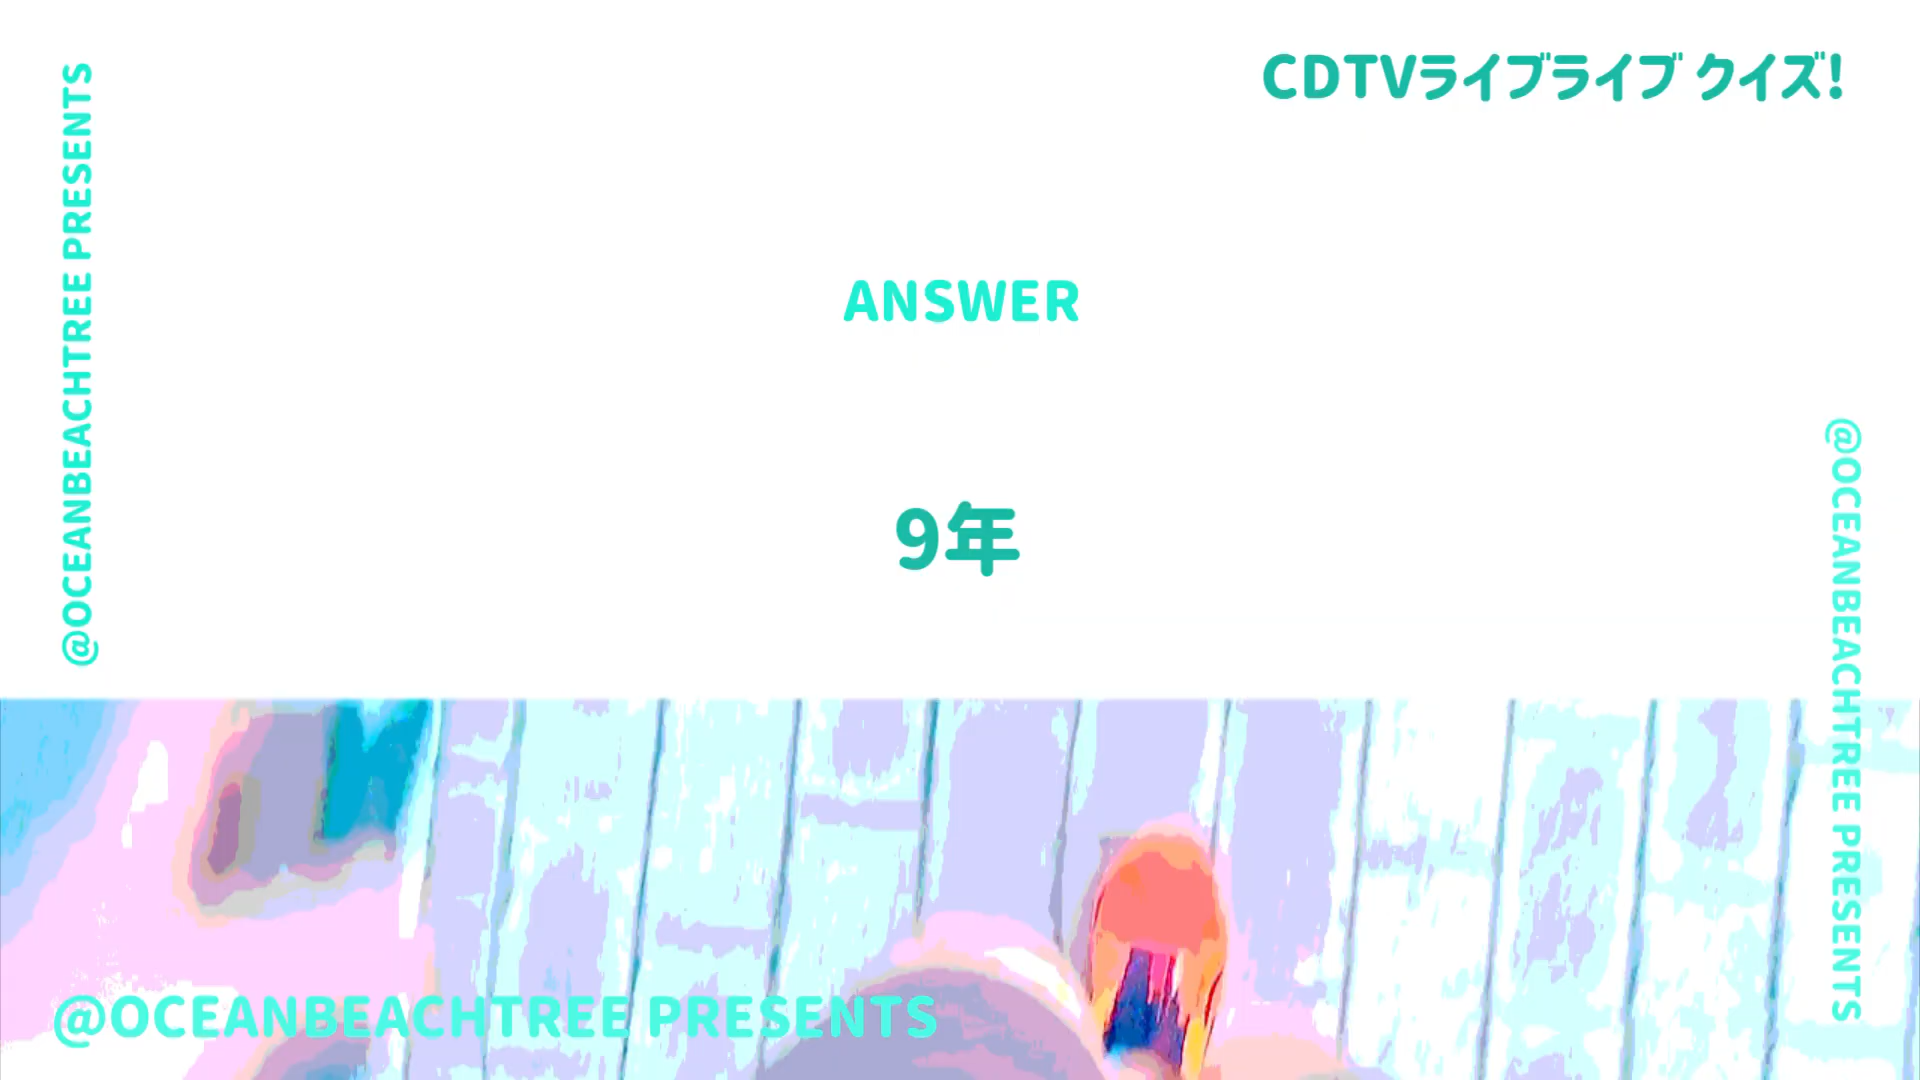 CDTVライブライブ クイズ!
@OCEANBEACHTREE PRESENTS
ANSWER
9年
@OCEANBEACHTREE PRESENTS
@OCEANBEACHTREE PRESENTS